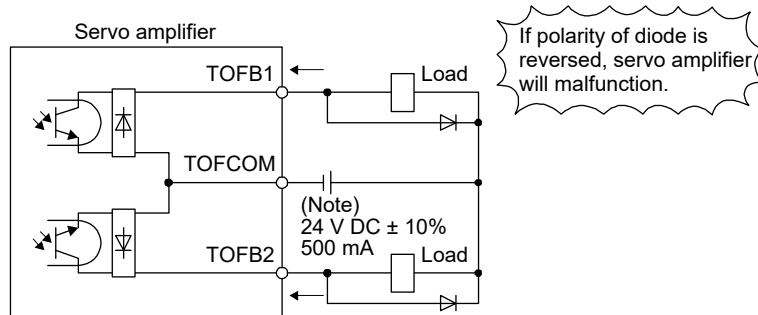 Servo amplifier
If polarity of diode is
reversed, servo amplifier
will malfunction.
TOFB1
Load
TOFCOM
(Note)
24 V DC ± 10%
500 mA
TOFB2
Load